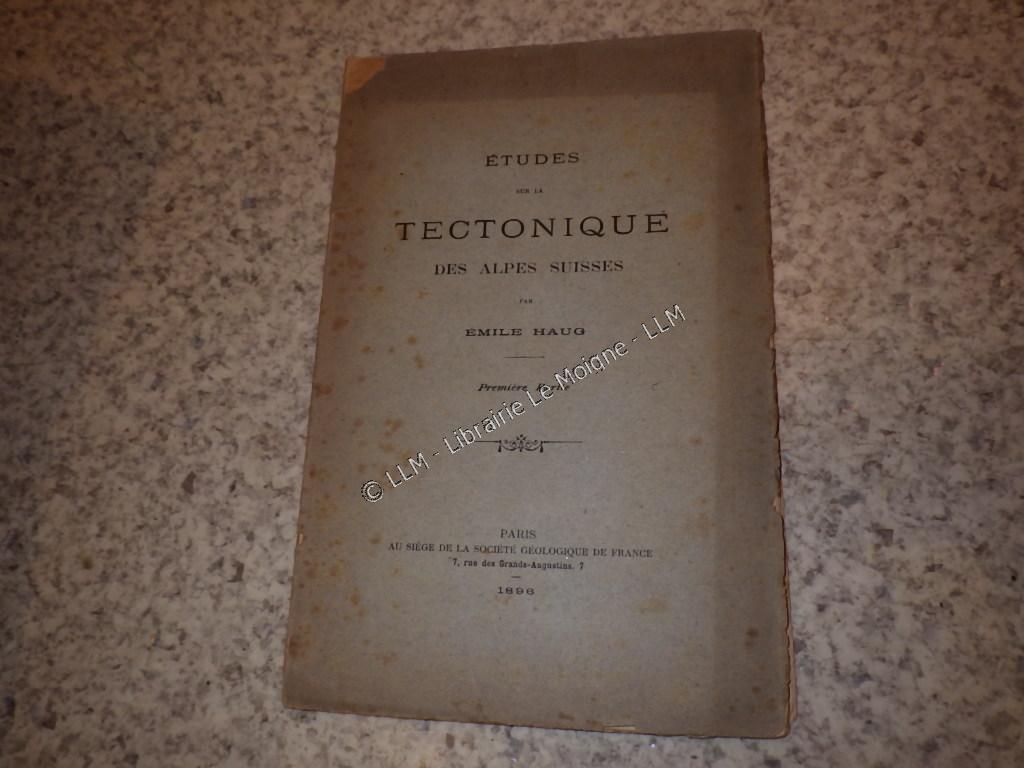 ÉTUDES
SUR LA
TECTONIQUE
DES ALPES SUISSES
PAR
ÉMILE HAUG
Première
© LLM - Librairie Le Moigne - LLM
PARIS
AU SIÈGE DE LA SOCIÉTÉ GÉOLOGIQUE DE FRANCE
7, rue des Grands-Augustins, 7
1896